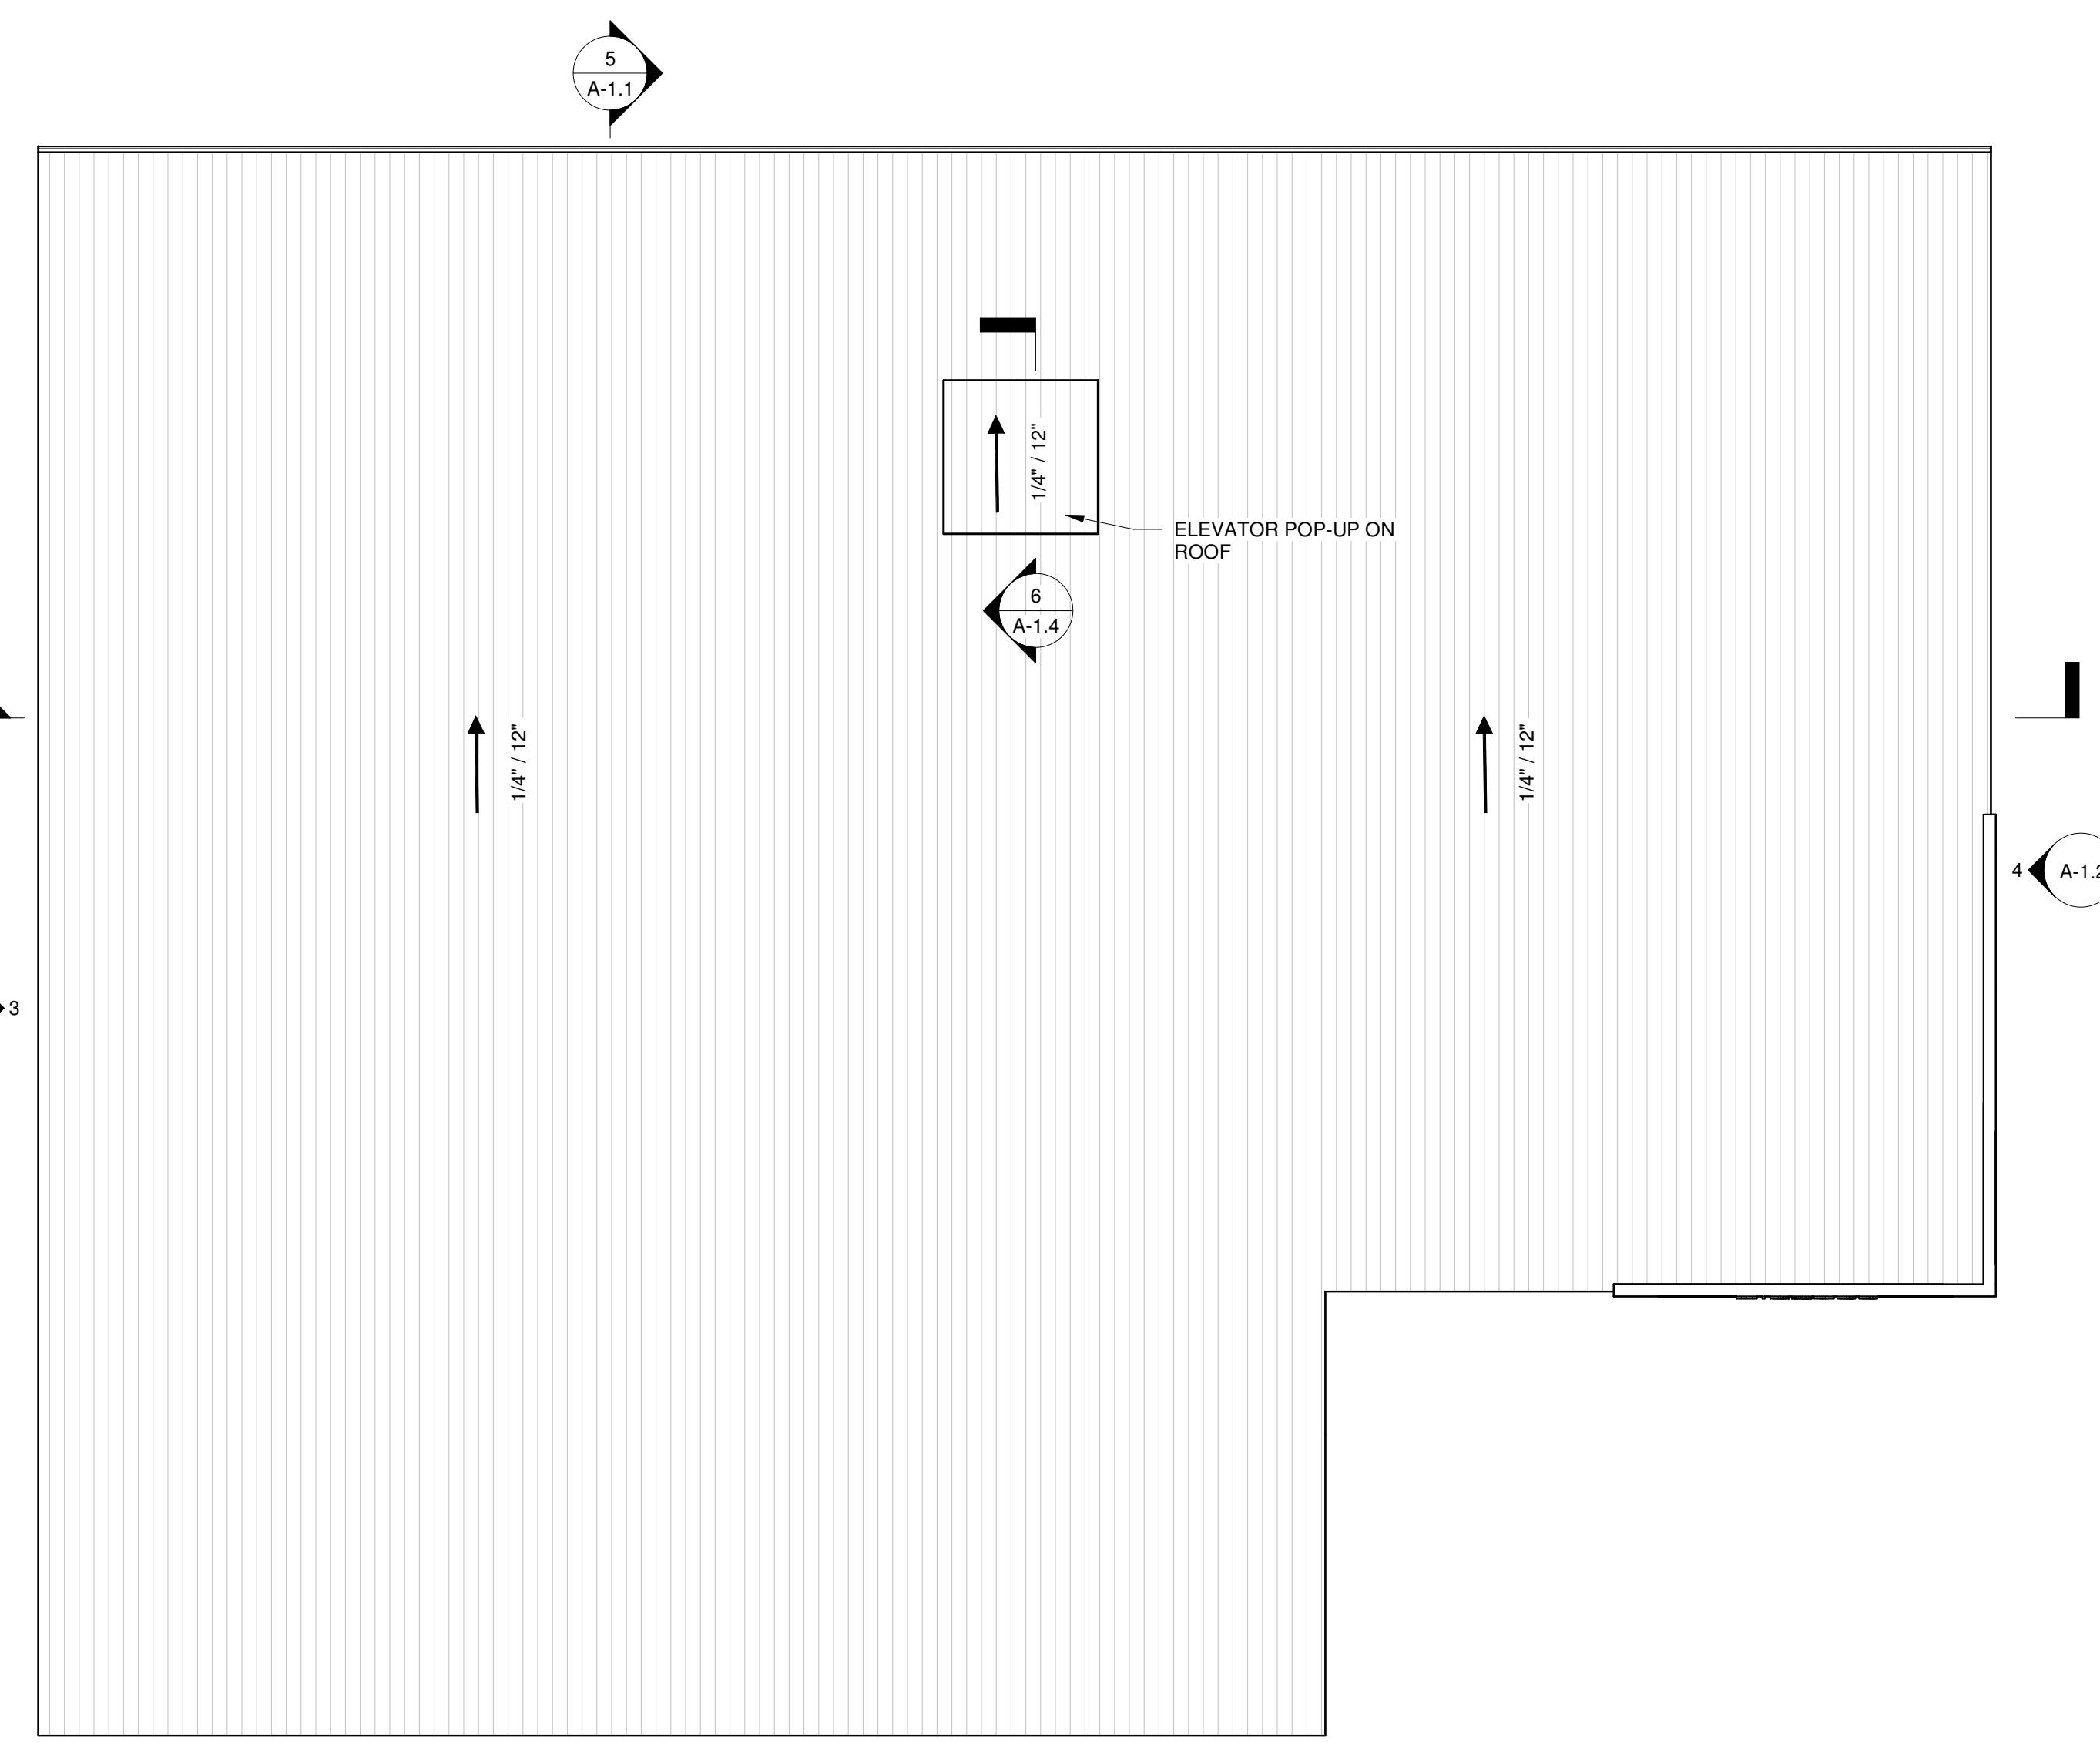 5
A-1.1
1/4" / 12"
ELEVATOR POP-UP ON
ROOF
6
A-1.4
1/4" / 12"
1/4" / 12"
4
3